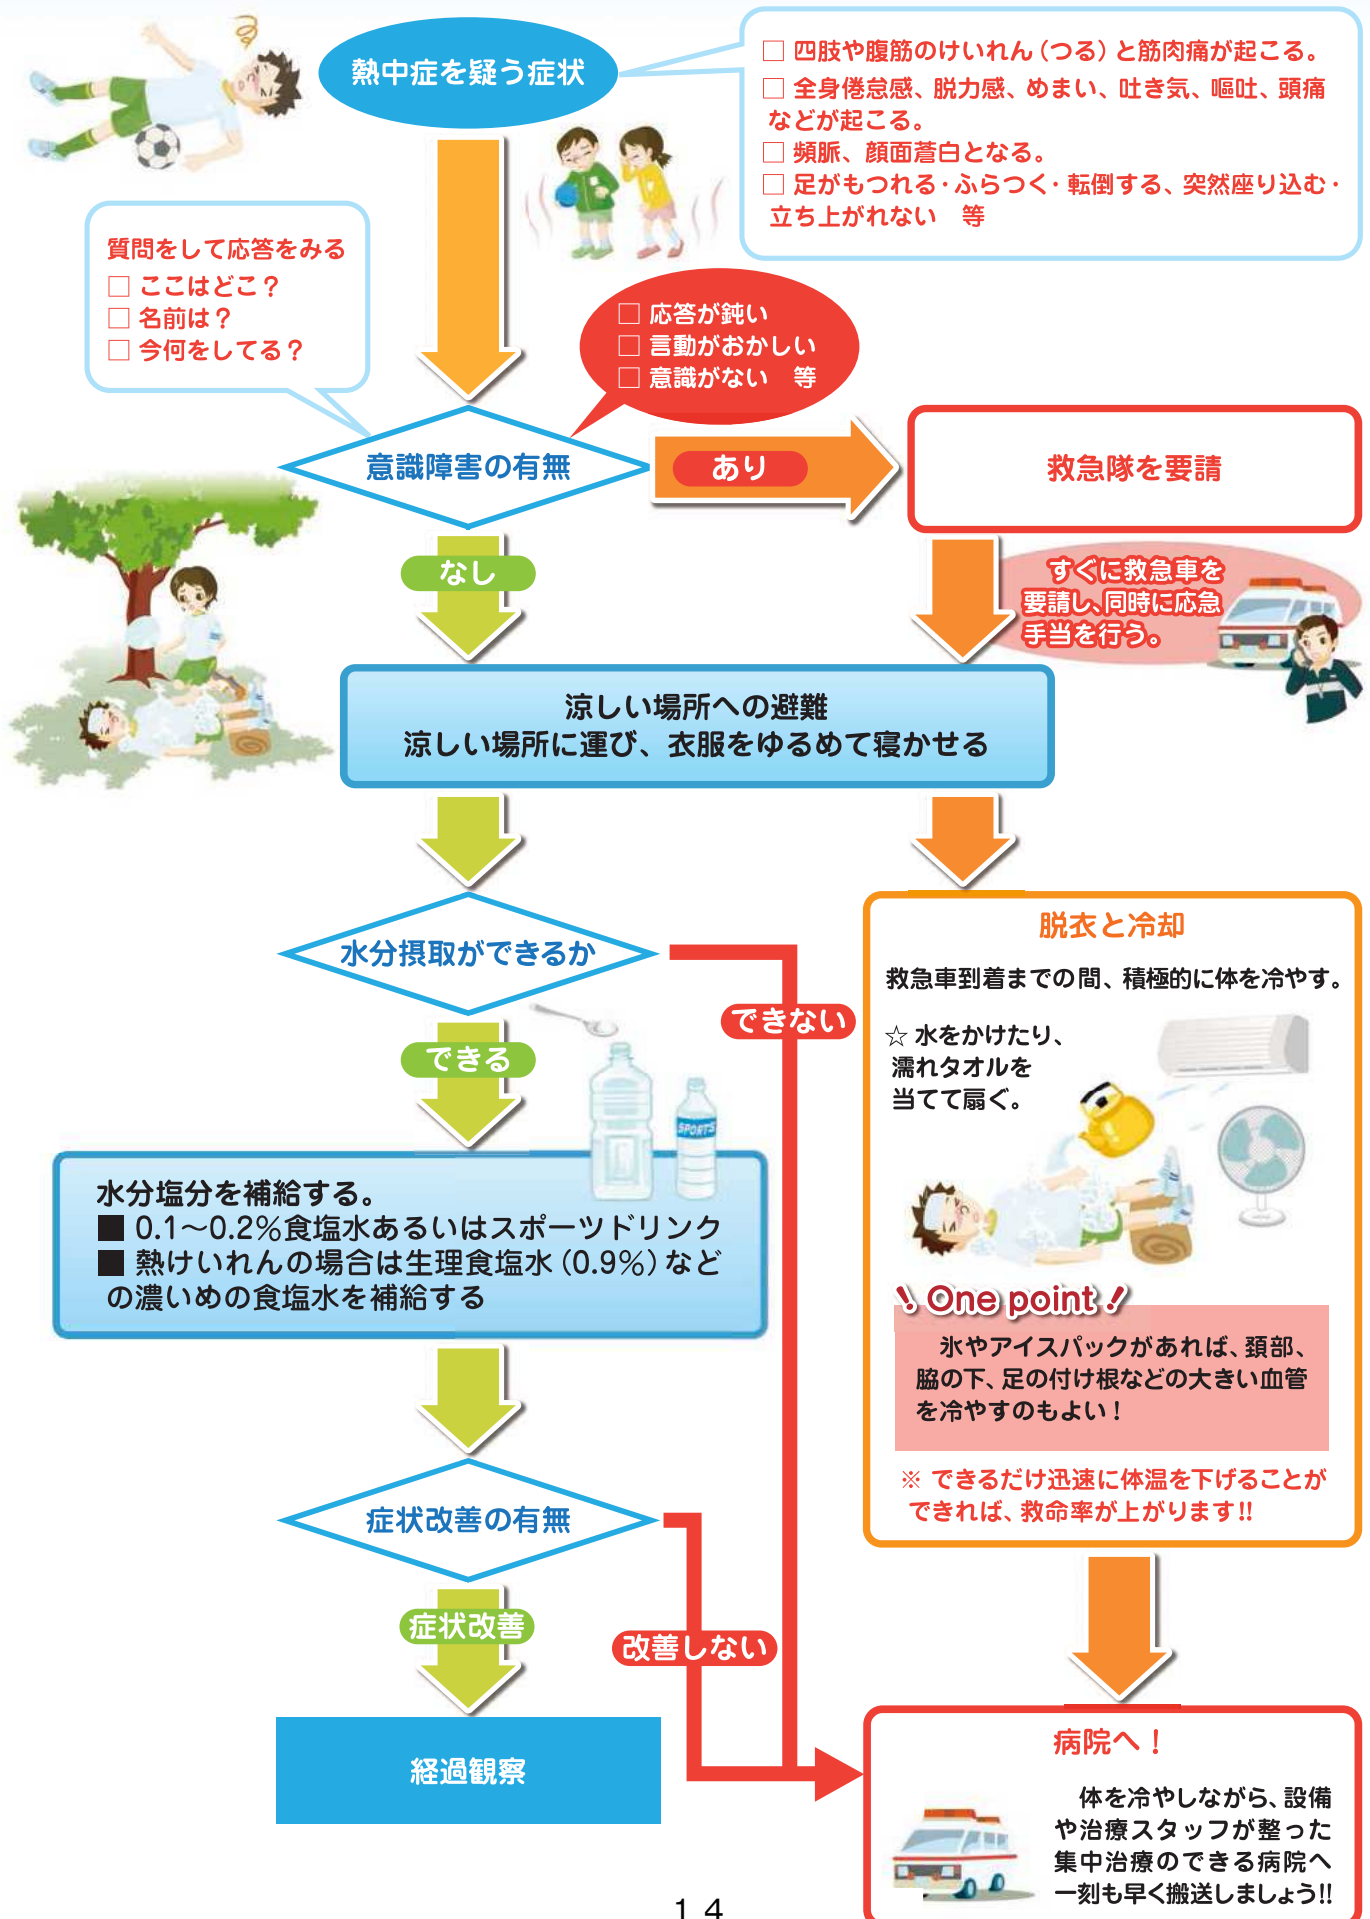 熱中症を疑う症状
□ 四肢や腹筋のけいれん（つる）と筋肉痛が起こる。
□ 全身倦怠感、脱力感、めまい、吐き気、嘔吐、頭痛
などが起こる。
□ 頻脈、顔面蒼白となる。
□ 足がもつれる・ふらつく・転倒する、突然座り込む・
立ち上がれない　等
質問をして応答をみる
□ ここはどこ？
□ 名前は？
□ 今何をしてる？
□ 応答が鈍い
□ 言動がおかしい
□ 意識がない　等
意識障害の有無
あり
救急隊を要請
なし
すぐに救急車を
要請し、同時に応急
手当を行う。
涼しい場所への避難
涼しい場所に運び、衣服をゆるめて寝かせる
水分摂取ができるか
できない
できる
SPORTS
水分塩分を補給する。
■ 0.1〜0.2％食塩水あるいはスポーツドリンク
■ 熱けいれんの場合は生理食塩水（0.9％）など
の濃いめの食塩水を補給する
脱衣と冷却
救急車到着までの間、積極的に体を冷やす。
☆ 水をかけたり、
濡れタオルを
当てて扇ぐ。
One point
氷やアイスパックがあれば、頚部、
脇の下、足の付け根などの大きい血管
を冷やすのもよい！
※ できるだけ迅速に体温を下げることが
できれば、救命率が上がります!!
症状改善の有無
症状改善
改善しない
経過観察
病院へ！
体を冷やしながら、設備
や治療スタッフが整った
集中治療のできる病院へ
一刻も早く搬送しましょう!!
１４